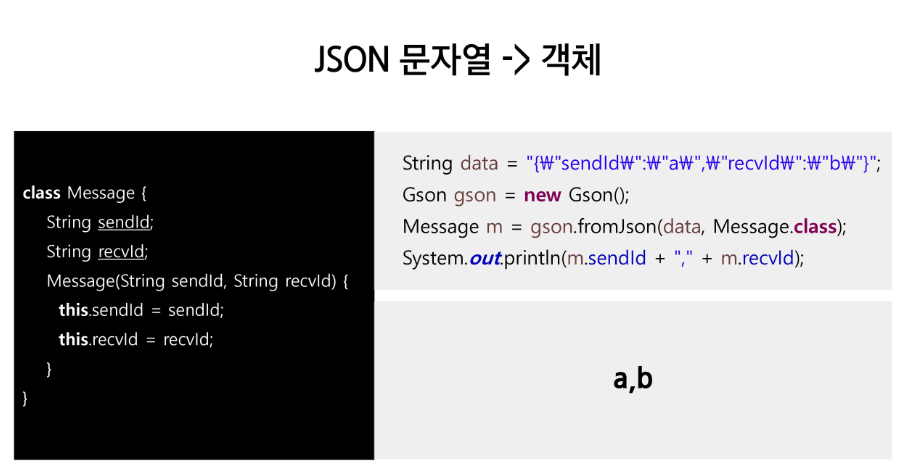 JSON 문자열 -> 객체
class Message {
String sendId;
String recvId;
Message(String sendId, String recvId) {
this.sendId = sendId;
this.recvId = recvId;
}
}
String data = "{₩"sendId₩":₩"a₩",₩"recvId₩":₩"b₩"}";
Gson gson = new Gson();
Message m = gson.fromJson(data, Message.class);
System.out.println(m.sendId + "," + m.recvId);
a,b